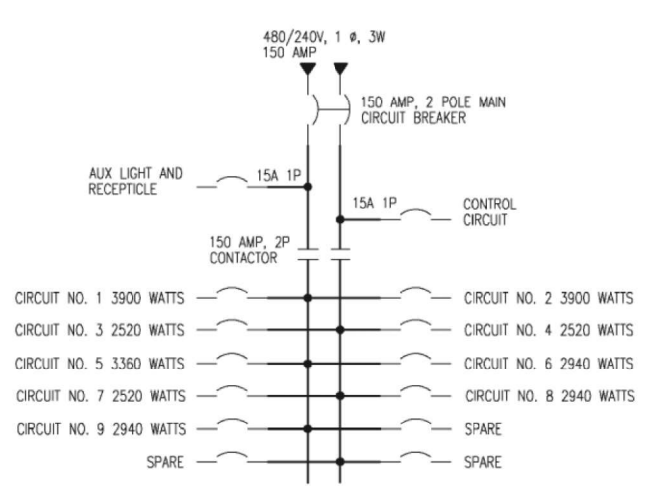 480/240V, 1 ø, 3W
150 AMP
150 AMP, 2 POLE MAIN
CIRCUIT BREAKER
AUX LIGHT AND
RECEPTICLE
15A 1P
15A 1P
CONTROL
CIRCUIT
150 AMP, 2P
CONTACTOR
CIRCUIT NO. 1 3900 WATTS
CIRCUIT NO. 2 3900 WATTS
CIRCUIT NO. 3 2520 WATTS
CIRCUIT NO. 4 2520 WATTS
CIRCUIT NO. 5 3360 WATTS
CIRCUIT NO. 6 2940 WATTS
CIRCUIT NO. 7 2520 WATTS
CIRCUIT NO. 8 2940 WATTS
CIRCUIT NO. 9 2940 WATTS
SPARE
SPARE
SPARE